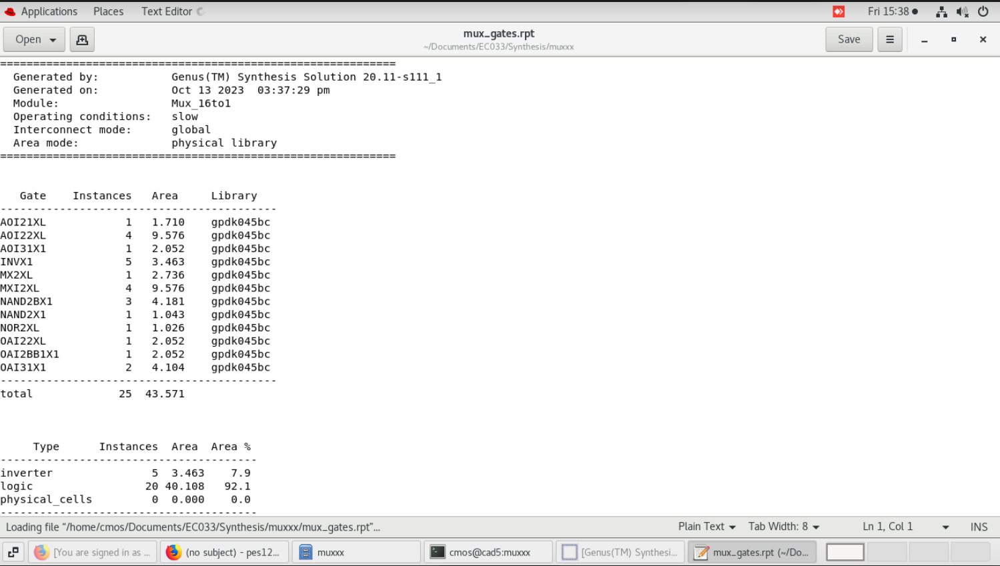 Applications Places Text Editor Fri 15:38
Open mux_gates.rpt Save
~/Documents/EC033/Synthesis/muxxx
============================================================
  Generated by:           Genus(TM) Synthesis Solution 20.11-s111_1
  Generated on:           Oct 13 2023  03:37:29 pm
  Module:                 Mux_16to1
  Operating conditions:   slow
  Interconnect mode:      global
  Area mode:              physical library
============================================================
   Gate    Instances   Area     Library
------------------------------------------
AOI21XL            1   1.710    gpdk045bc
AOI22XL            4   9.576    gpdk045bc
AOI31X1            1   2.052    gpdk045bc
INVX1              5   3.463    gpdk045bc
MX2XL              1   2.736    gpdk045bc
MXI2XL             4   9.576    gpdk045bc
NAND2BX1           3   4.181    gpdk045bc
NAND2X1            1   1.043    gpdk045bc
NOR2XL             1   1.026    gpdk045bc
OAI22XL            1   2.052    gpdk045bc
OAI2BB1X1          1   2.052    gpdk045bc
OAI31X1            2   4.104    gpdk045bc
------------------------------------------
total             25  43.571
     Type      Instances  Area  Area %
---------------------------------------
inverter               5  3.463    7.9
logic                 20 40.108   92.1
physical_cells         0  0.000    0.0
---------------------------------------
Loading file “/home/cmos/Documents/EC033/Synthesis/muxxx/mux_gates.rpt”... Plain Text Tab Width: 8 Ln 1, Col 1 INS
[You are signed in as ... (no subject) - pes12... muxxx cmos@cad5:muxxx [Genus(TM) Synthesi... mux_gates.rpt (~/Do...